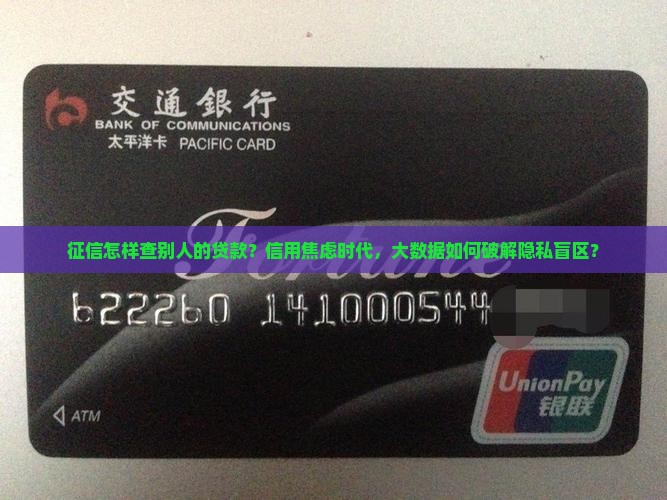 交通銀行
BANK OF COMMUNICATIONS
太平洋卡 PACIFIC CARD
Fortune
征信怎样查别人的贷款？信用焦虑时代，大数据如何破解隐私盲区？
622260 141000544
UnionPay
银联
ATM